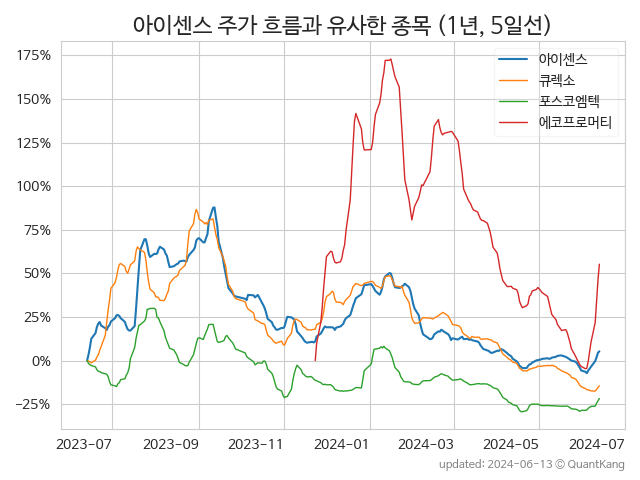 아이센스 주가 흐름과 유사한 종목 (1년, 5일선)
175%
150%
125%
100%
75%
50%
25%
0%
−25%
아이센스
큐렉소
포스코엠텍
에코프로머티
2023-07
2023-09
2023-11
2024-01
2024-03
2024-05
2024-07
updated: 2024-06-13 © QuantKang